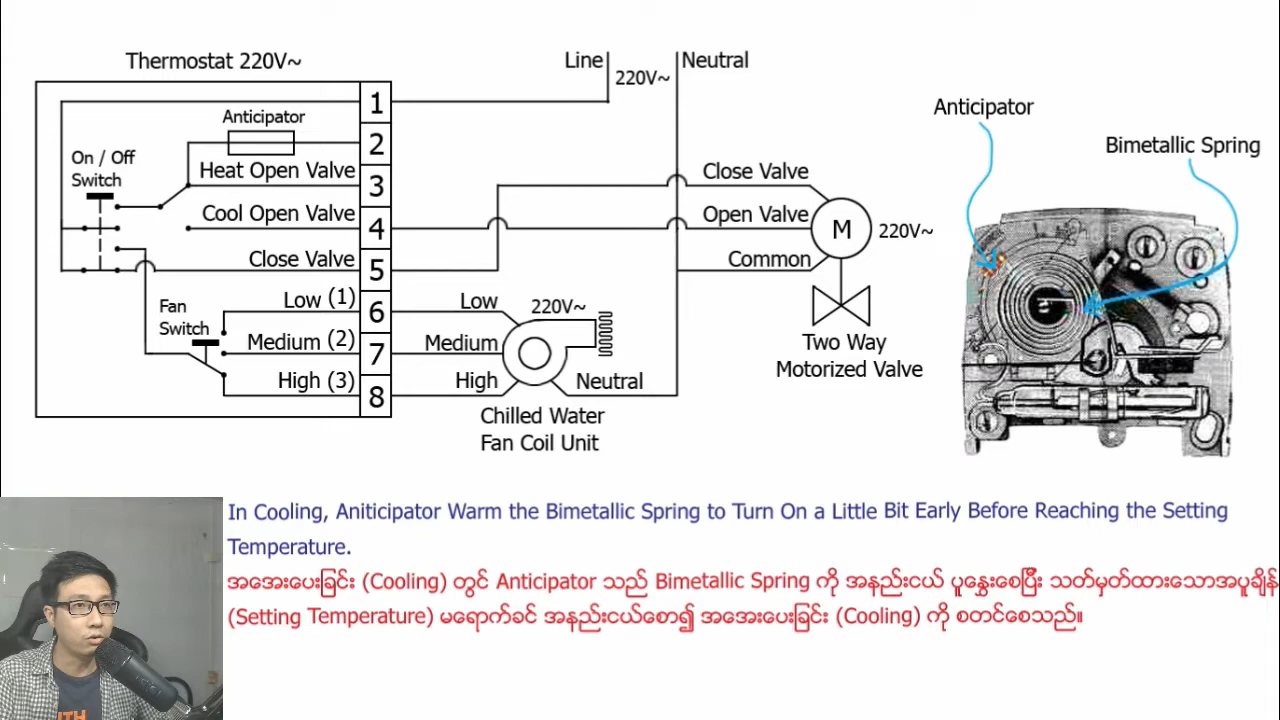 Thermostat 220V~
Line
220V~
Neutral
1
Anticipator
2
On / Off
Switch
Heat Open Valve
3
Cool Open Valve
4
Close Valve
5
Fan
Switch
Low (1)
6
Medium (2)
7
High (3)
8
Low
220V~
Medium
High
Neutral
Chilled Water
Fan Coil Unit
Close Valve
Open Valve
M
220V~
Common
Two Way
Motorized Valve
Anticipator
Bimetallic Spring
In Cooling, Aniticipator Warm the Bimetallic Spring to Turn On a Little Bit Early Before Reaching the Setting
Temperature.
အအေးပေးခြင်း (Cooling) တွင် Anticipator သည် Bimetallic Spring ကို အနည်းငယ် ပူနွေးစေပြီး သတ်မှတ်ထားသောအပူချိန်
(Setting Temperature) မရောက်ခင် အနည်းငယ်စော၍ အအေးပေးခြင်း (Cooling) ကို စတင်စေသည်။